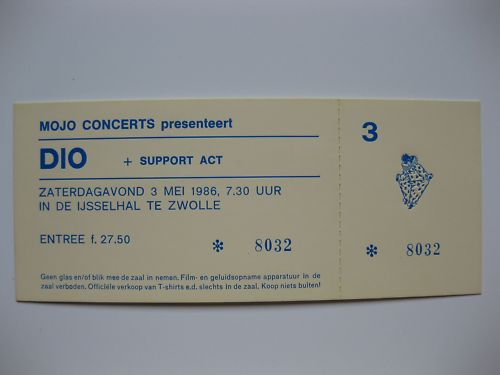 MOJO CONCERTS presenteert
DIO + SUPPORT ACT
ZATERDAGAVOND 3 MEI 1986, 7.30 UUR
IN DE IJSSELHAL TE ZWOLLE
ENTREE f. 27.50
* 8032
Geen glas en/of blik mee de zaal in nemen. Film- en geluidsopname apparatuur in de
zaal verboden. Officiële verkoop van T-shirts e.d. slechts in de zaal. Koop niets buiten!
3
* 8032